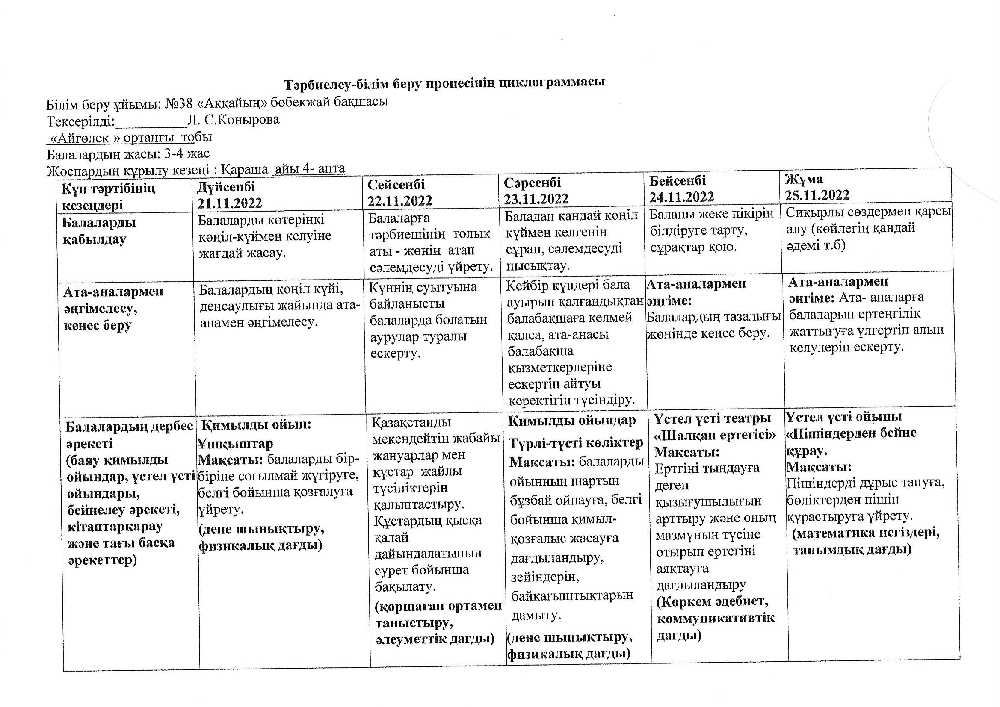 Тәрбиелеу-білім беру процесінің циклограммасы
Білім беру ұйымы: №38 «Аққайың» бөбекжай бақшасы
Тексерілді:___________Л. С.Конырова
«Айгөлек » ортаңғы тобы
Балалардың жасы: 3-4 жас
Жоспардың құрылу кезеңі : Қараша айы 4- апта
Күн тәртібінің
кезеңдері
Дүйсенбі
21.11.2022
Сейсенбі
22.11.2022
Сәрсенбі
23.11.2022
Бейсенбі
24.11.2022
Жұма
25.11.2022
Балаларды
қабылдау
Балаларды көтеріңкі
көңіл-күймен келуіне
жағдай жасау.
Балаларға
тәрбиешінің толық
аты - жөнін атап
сәлемдесуді үйрету.
Баладан қандай көңіл
күймен келгенін
сұрап, сәлемдесуді
пысықтау.
Баланы жеке пікірін
білдіруге тарту,
сұрақтар қою.
Сиқырлы сөздермен қарсы
алу (көйлегің қандай
әдемі т.б)
Ата-аналармен
әңгімелесу,
кеңес беру
Балалардың көңіл күйі,
денсаулығы жайында ата-
анамен әңгімелесу.
Күннің суытуына
байланысты
балаларда болатын
аурулар туралы
ескерту.
Кейбір күндері бала
ауырып қалғандықтан
балабақшаға келмей
қалса, ата-анасы
балабақша
қызметкерлеріне
ескертіп айтуы
керектігін түсіндіру.
Ата-аналармен
әңгіме:
Балалардың тазалығы
жөнінде кеңес беру.
Ата-аналармен
әңгіме: Ата- аналарға
балаларын ертеңгілік
жаттығуға үлгертіп алып
келулерін ескерту.
Балалардың дербес
әрекеті
(баяу қимылды
ойындар, үстел үсті
ойындары,
бейнелеу әрекеті,
кітаптарқарау
және тағы басқа
әрекеттер)
Қимылды ойын:
Ұшқыштар
Мақсаты: балаларды бір-
біріне соғылмай жүгіруге,
белгі бойынша қозғалуға
үйрету.
(дене шынықтыру,
физикалық дағды)
Қазақстанды
мекендейтін жабайы
жануарлар мен
құстар жайлы
түсініктерін
қалыптастыру.
Құстардың қысқа
қалай
дайындалатынын
сурет бойынша
бақылату.
(қоршаған ортамен
таныстыру,
әлеуметтік дағды)
Қимылды ойындар
Түрлі-түсті көліктер
Мақсаты: балаларды
ойынның шартын
бұзбай ойнауға, белгі
бойынша қимыл-
қозғалыс жасауға
дағдыландыру,
зейіндерін,
байқағыштықтарын
дамыту.
(дене шынықтыру,
физикалық дағды)
Үстел үсті театры
«Шалқан ертегісі»
Мақсаты:
Ертгіні тыңдауға
деген
қызығушылығын
арттыру және оның
мазмұнын түсіне
отырып ертегіні
аяқтауға
дағдыландыру
(Көркем әдебиет,
коммуникативтік
дағды)
Үстел үсті ойыны
«Пішіндерден бейне
құрау.
Мақсаты:
Пішіндерді дұрыс тануға,
бөліктерден пішін
құрастыруға үйрету.
(математика негіздері,
танымдық дағды)